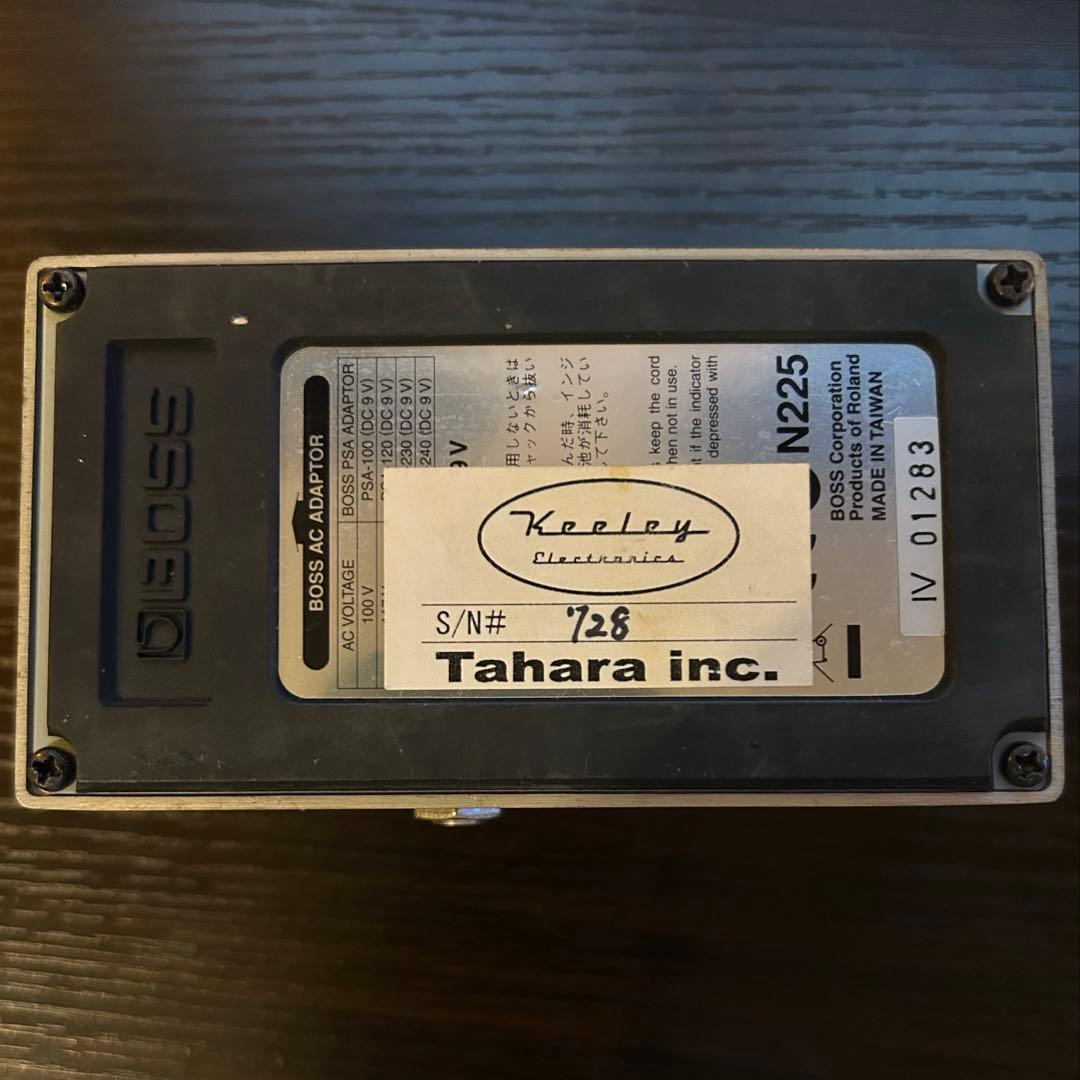 BOSS
BOSS AC ADAPTOR
AC VOLTAGE BOSS PSA ADAPTOR
100 V PSA-100 (DC 9 V)
-120 (DC 9 V)
-230 (DC 9 V)
-240 (DC 9 V)
9 V
用しないときは
ャックから抜い
んだ時、インジ
池が消耗してい
て下さい。
keep the cord
hen not in use.
if the indicator
depressed with
N225
BOSS Corporation
Products of Roland
MADE IN TAIWAN
IV 01283
Keeley
Electronics
S/N# 728
Tahara inc.